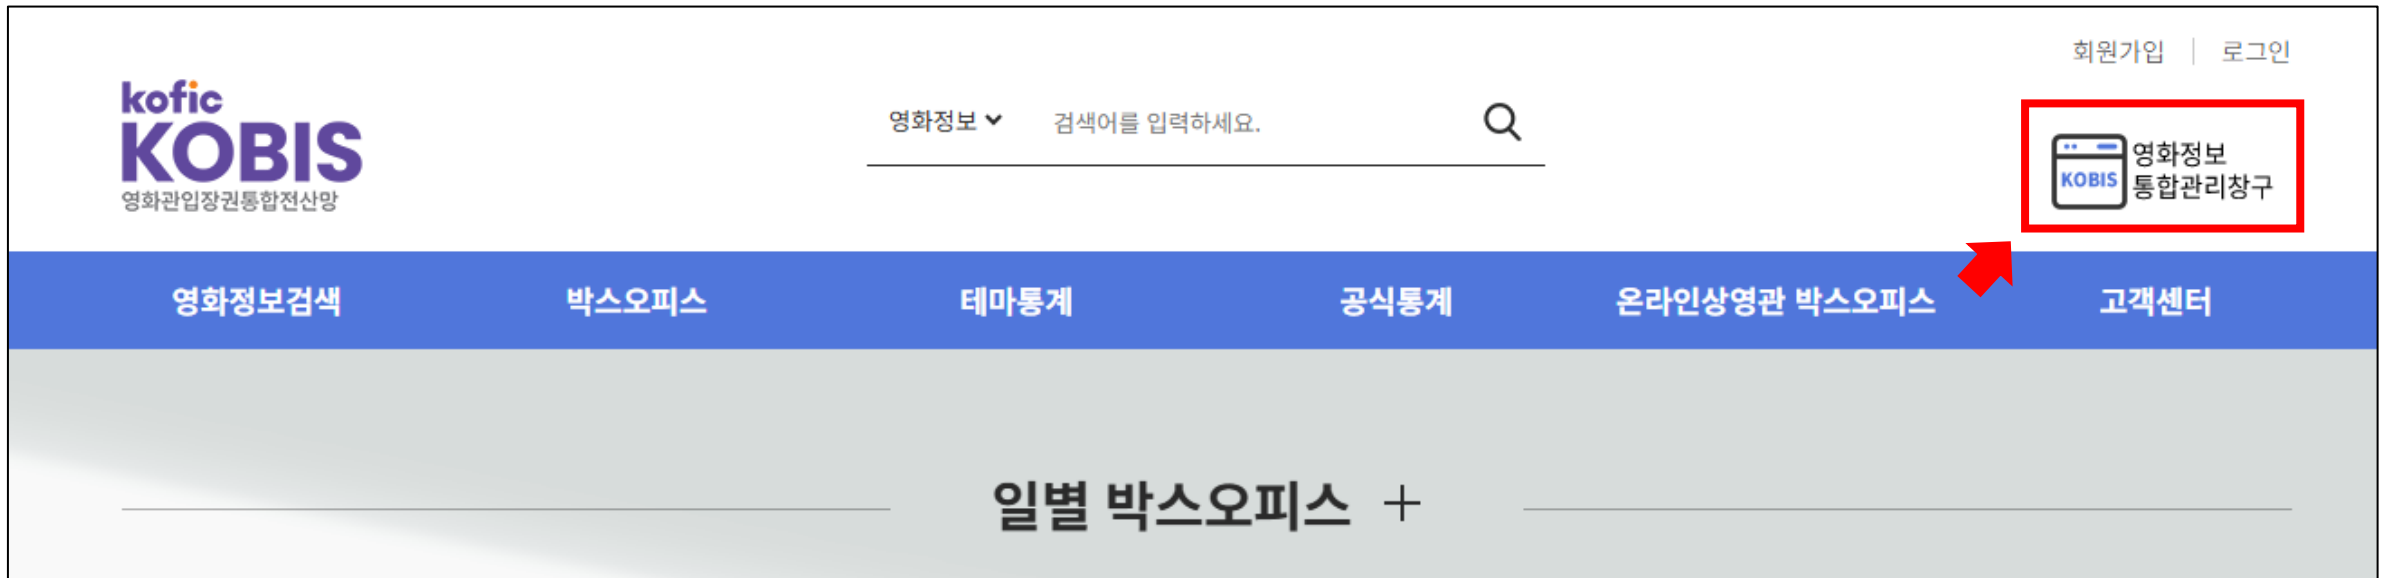 회원가입 로그인
kofic
KOBIS
영화관입장권통합전산망
영화정보 검색어를 입력하세요.
KOBIS
영화정보
통합관리창구
영화정보검색 박스오피스 테마통계 공식통계 온라인상영관 박스오피스 고객센터
일별 박스오피스 +